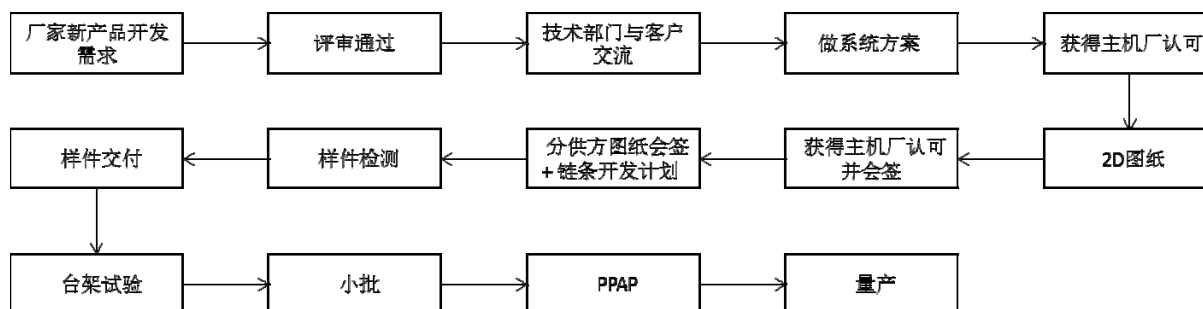 厂家新产品开发
需求
评审通过
技术部门与客户
交流
做系统方案
获得主机厂认可
2D图纸
获得主机厂认可
并会签
分供方图纸会签
+链条开发计划
样件检测
样件交付
台架试验
小批
PPAP
量产